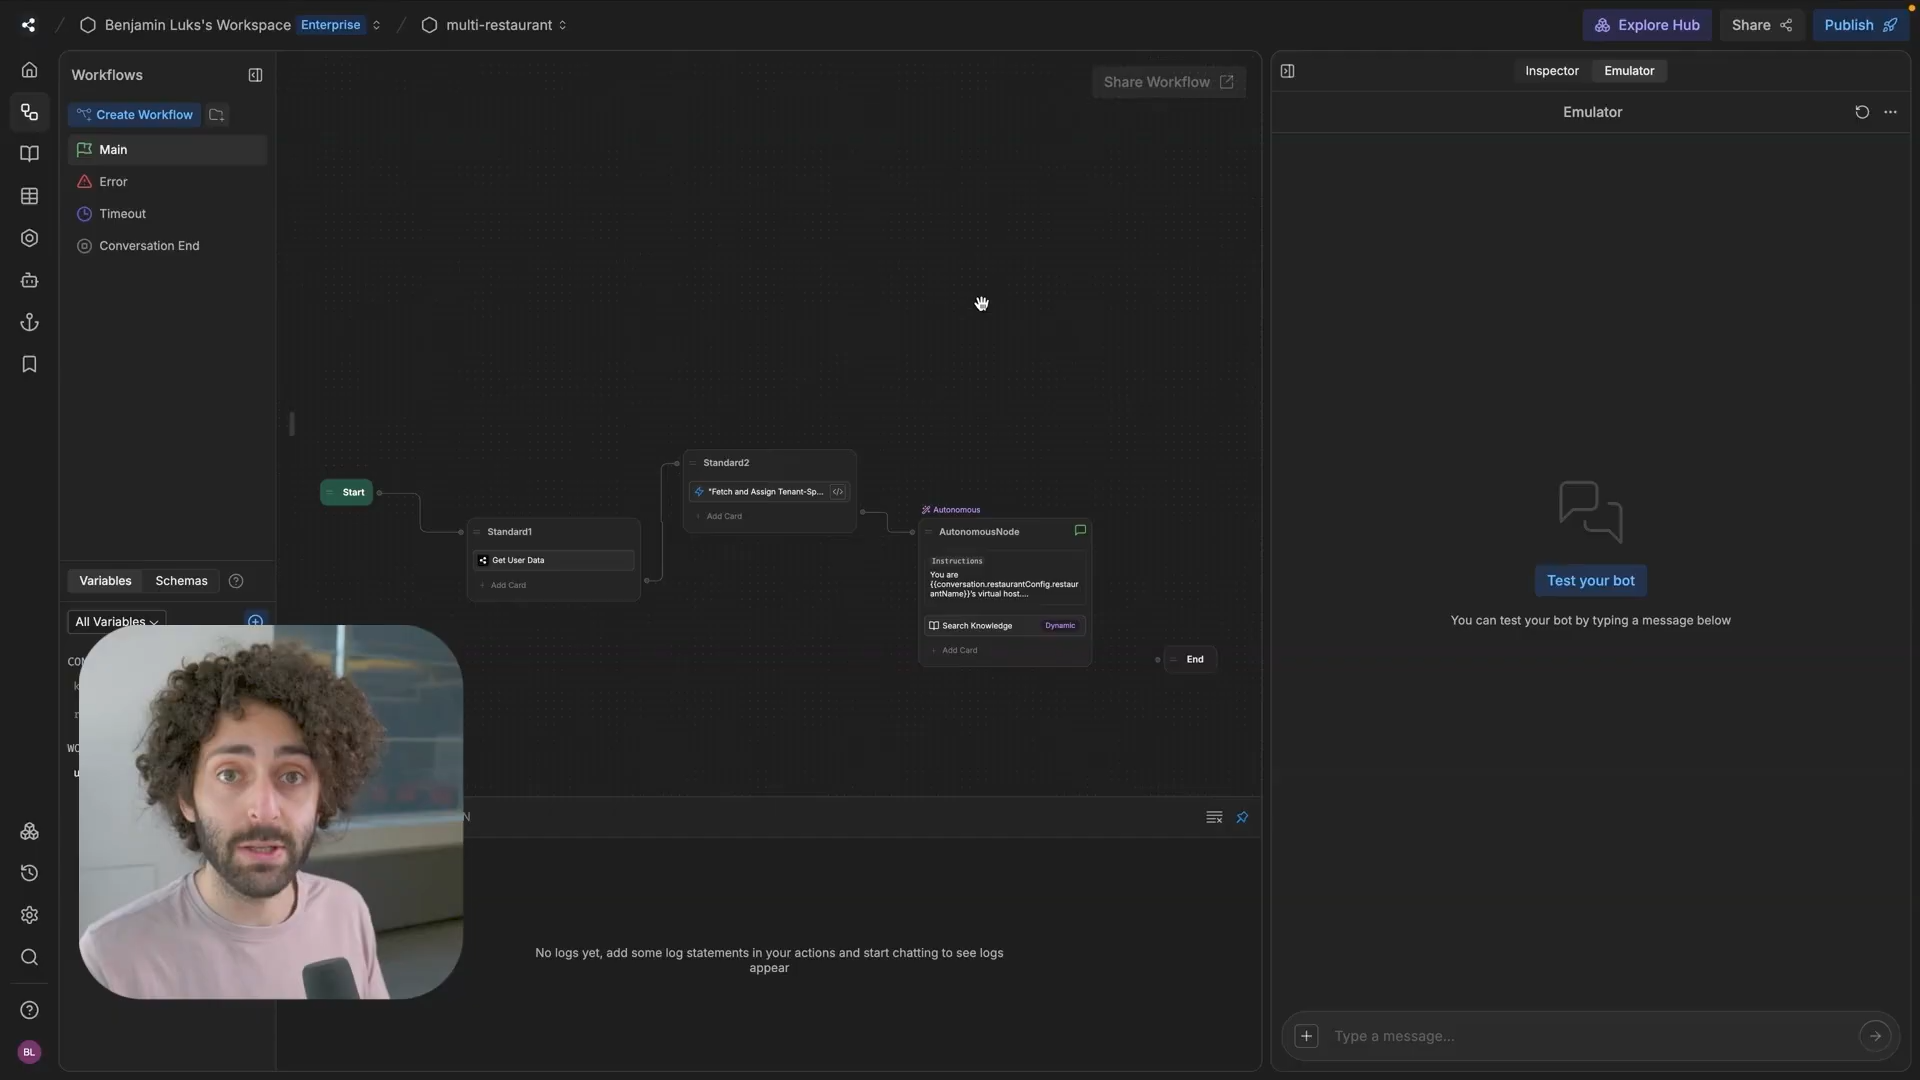 Benjamin Luks's Workspace Enterprise
multi-restaurant
Explore Hub
Share
Publish
Workflows
Create Workflow
Main
Error
Timeout
Conversation End
Share Workflow
Inspector
Emulator
Emulator
Start
Standard1
Get User Data
Add Card
Standard2
"Fetch and Assign Tenant-Sp...
Add Card
Autonomous
AutonomousNode
Instructions
You are
{{conversation.restaurantConfig.restaur
antName}}'s virtual host....
Search Knowledge Dynamic
Add Card
End
Test your bot
You can test your bot by typing a message below
Variables
Schemas
All Variables
No logs yet, add some log statements in your actions and start chatting to see logs
appear
Type a message...
BL